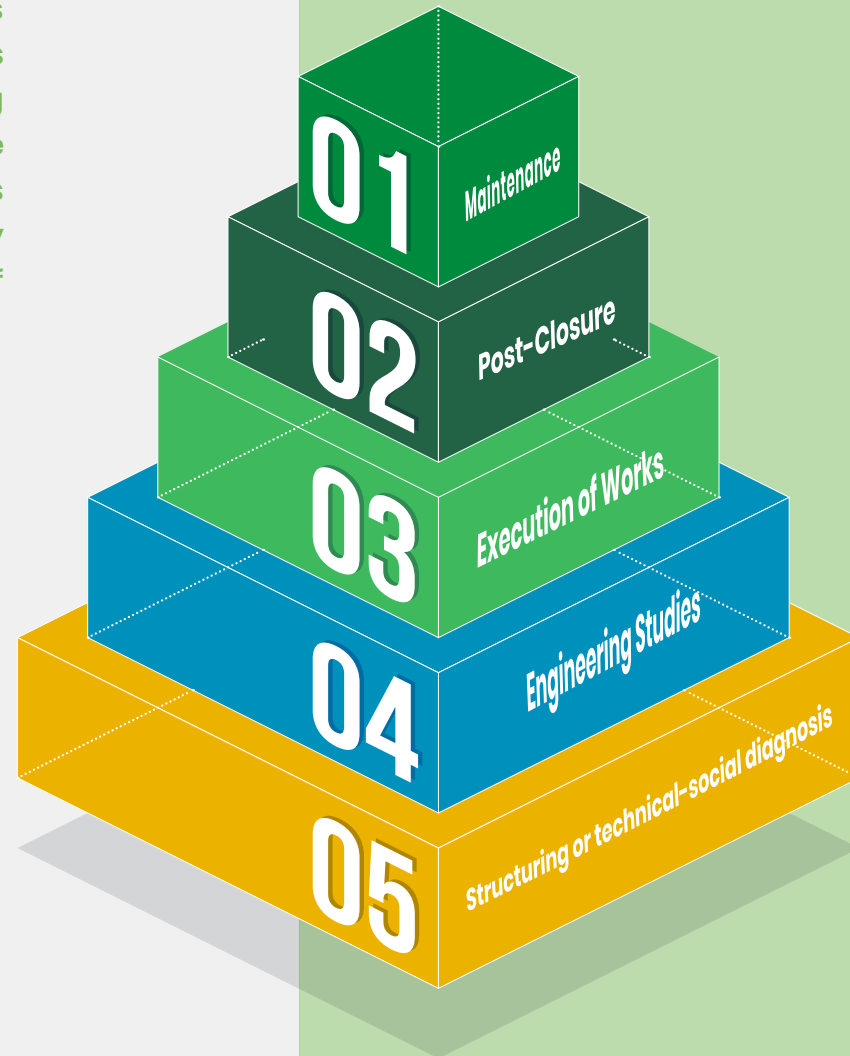 01
Maintenance
02
Post-Closure
03
Execution of Works
04
Engineering Studies
05
Structuring or technical-social diagnosis